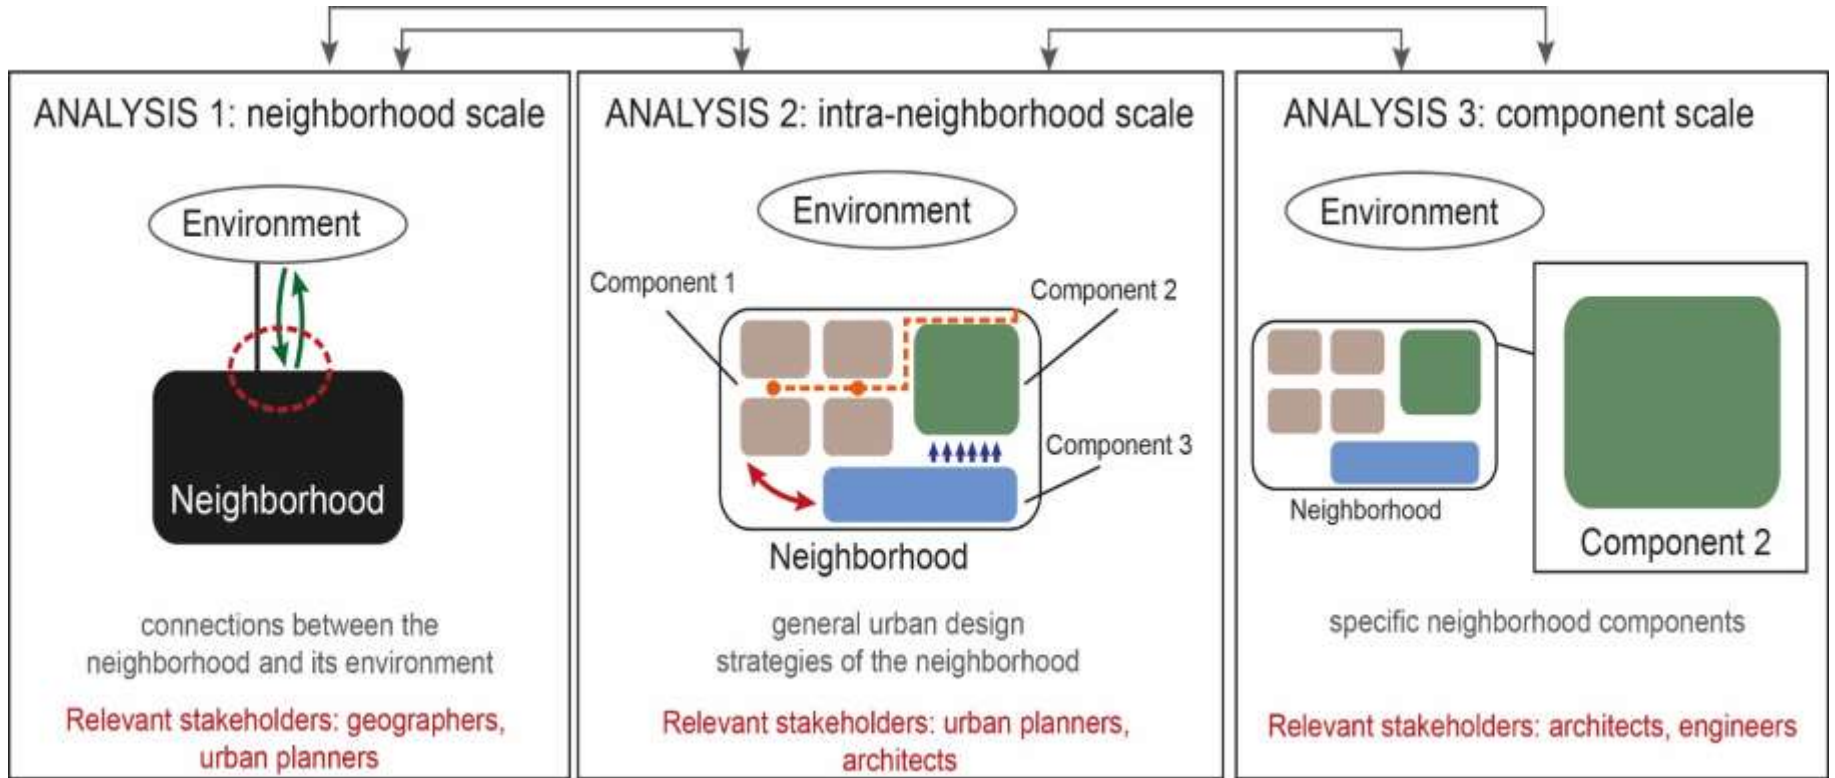 ANALYSIS 1: neighborhood scale
Environment
Neighborhood
connections between the
neighborhood and its environment
Relevant stakeholders: geographers,
urban planners
ANALYSIS 2: intra-neighborhood scale
Environment
Component 1
Component 2
Component 3
Neighborhood
general urban design
strategies of the neighborhood
Relevant stakeholders: urban planners,
architects
ANALYSIS 3: component scale
Environment
Neighborhood
Component 2
specific neighborhood components
Relevant stakeholders: architects, engineers